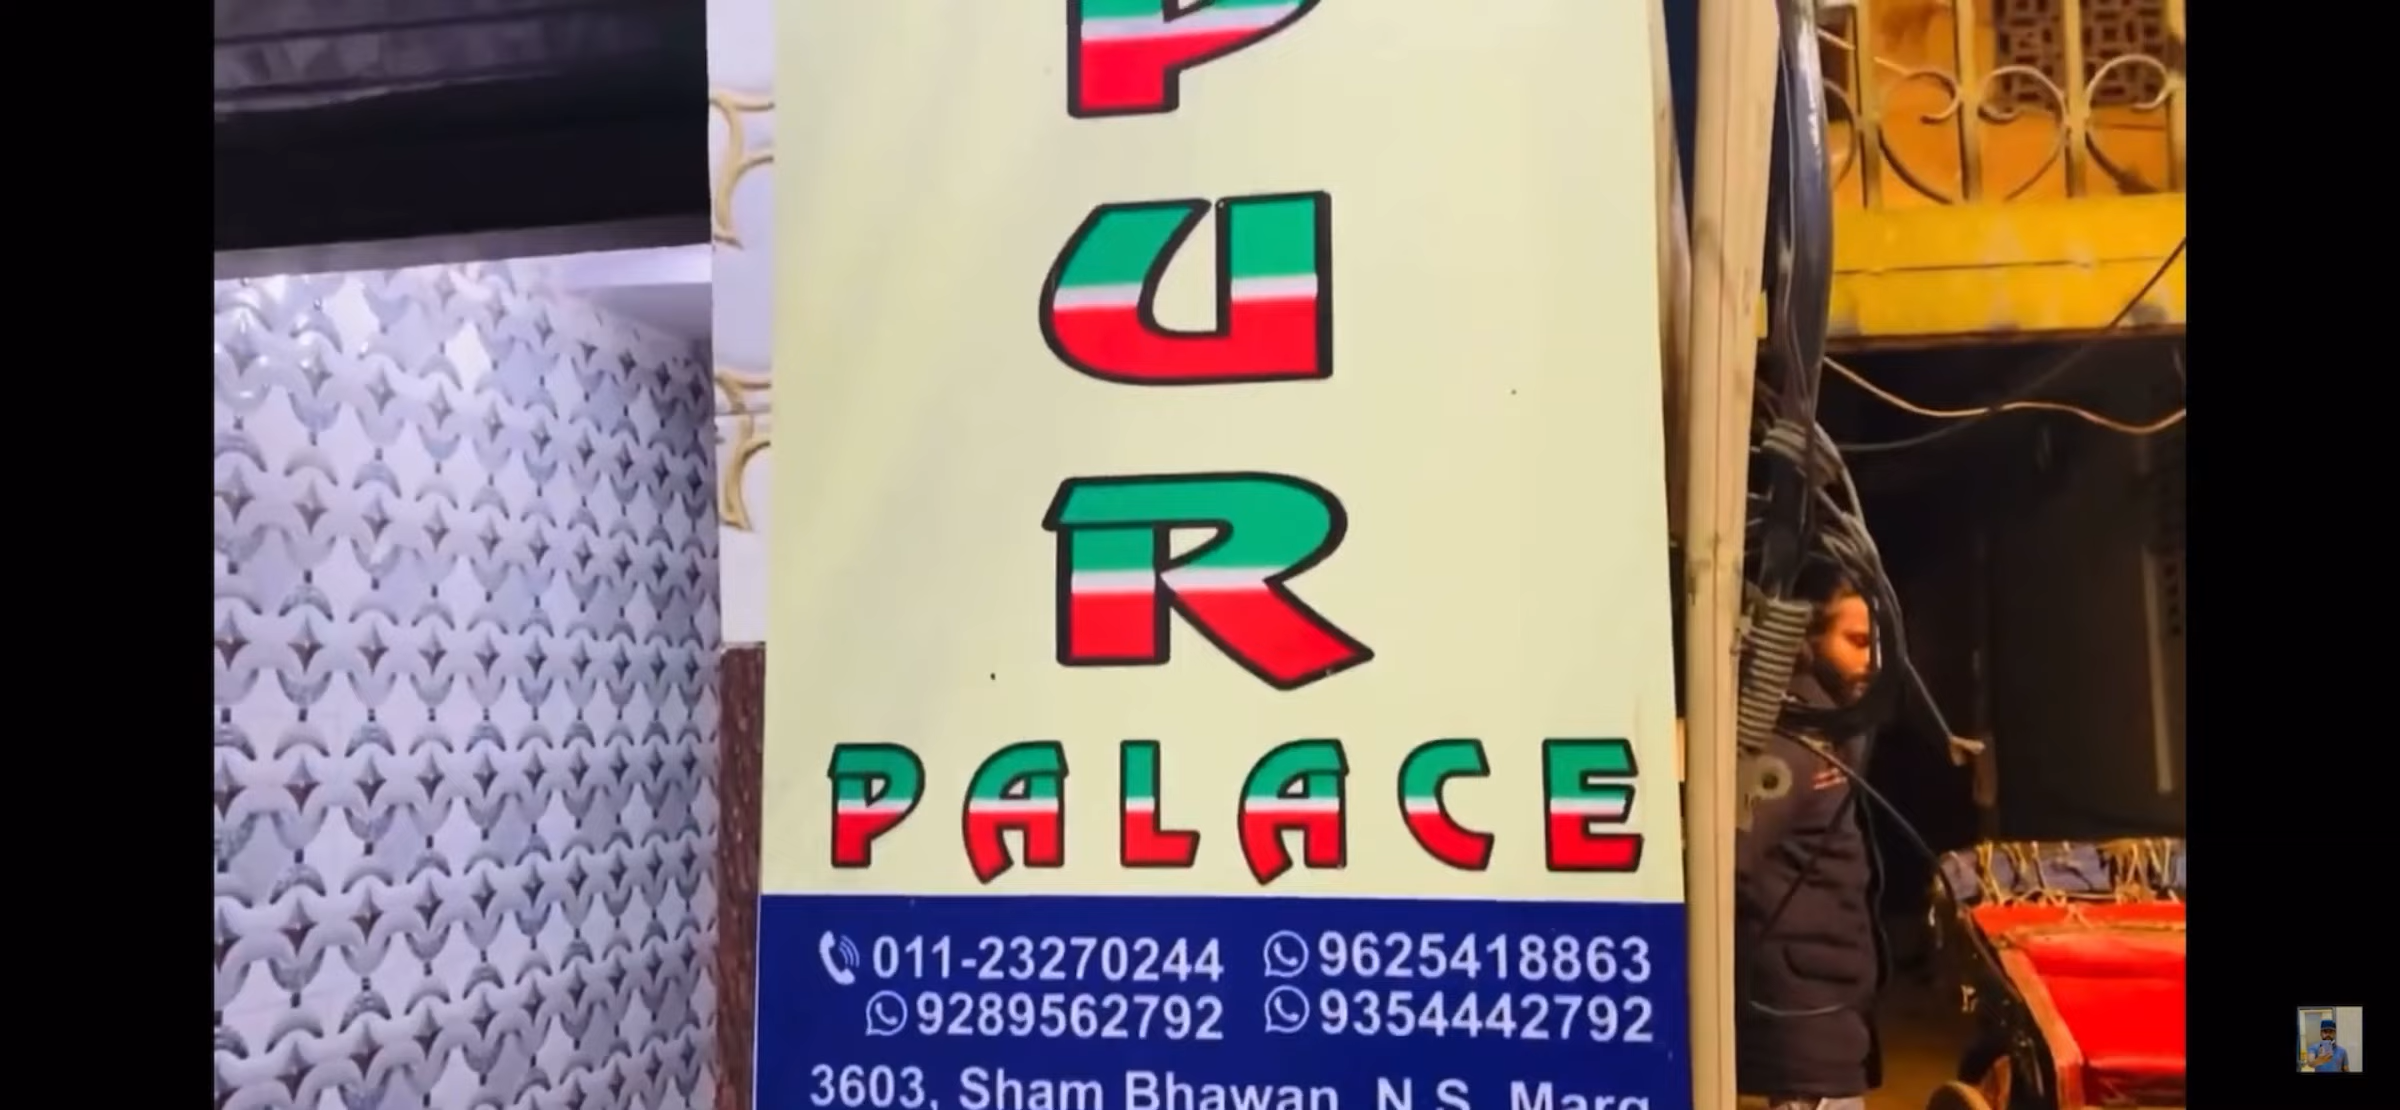 P
U
R
PALACE
011-23270244 9625418863
9289562792 9354442792
3603, Sham Bhawan, N.S. Marg